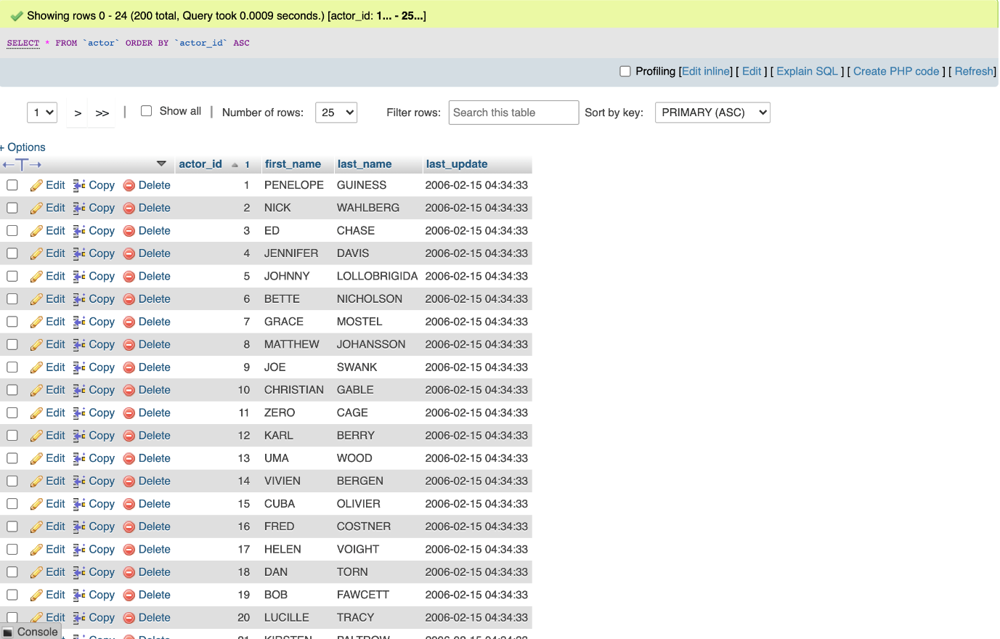 Showing rows 0 - 24 (200 total, Query took 0.0009 seconds.) [actor_id: 1... - 25...]
SELECT * FROM `actor` ORDER BY `actor_id` ASC
Profiling [Edit inline] [ Edit ] [ Explain SQL ] [ Create PHP code ] [ Refresh]
1 > >> | Show all | Number of rows: 25 Filter rows: Search this table Sort by key: PRIMARY (ASC)
+ Options
←T→ actor_id 1 first_name last_name last_update
Edit Copy Delete 1 PENELOPE GUINESS 2006-02-15 04:34:33
Edit Copy Delete 2 NICK WAHLBERG 2006-02-15 04:34:33
Edit Copy Delete 3 ED CHASE 2006-02-15 04:34:33
Edit Copy Delete 4 JENNIFER DAVIS 2006-02-15 04:34:33
Edit Copy Delete 5 JOHNNY LOLLOBRIGIDA 2006-02-15 04:34:33
Edit Copy Delete 6 BETTE NICHOLSON 2006-02-15 04:34:33
Edit Copy Delete 7 GRACE MOSTEL 2006-02-15 04:34:33
Edit Copy Delete 8 MATTHEW JOHANSSON 2006-02-15 04:34:33
Edit Copy Delete 9 JOE SWANK 2006-02-15 04:34:33
Edit Copy Delete 10 CHRISTIAN GABLE 2006-02-15 04:34:33
Edit Copy Delete 11 ZERO CAGE 2006-02-15 04:34:33
Edit Copy Delete 12 KARL BERRY 2006-02-15 04:34:33
Edit Copy Delete 13 UMA WOOD 2006-02-15 04:34:33
Edit Copy Delete 14 VIVIEN BERGEN 2006-02-15 04:34:33
Edit Copy Delete 15 CUBA OLIVIER 2006-02-15 04:34:33
Edit Copy Delete 16 FRED COSTNER 2006-02-15 04:34:33
Edit Copy Delete 17 HELEN VOIGHT 2006-02-15 04:34:33
Edit Copy Delete 18 DAN TORN 2006-02-15 04:34:33
Edit Copy Delete 19 BOB FAWCETT 2006-02-15 04:34:33
Edit Copy Delete 20 LUCILLE TRACY 2006-02-15 04:34:33
Console